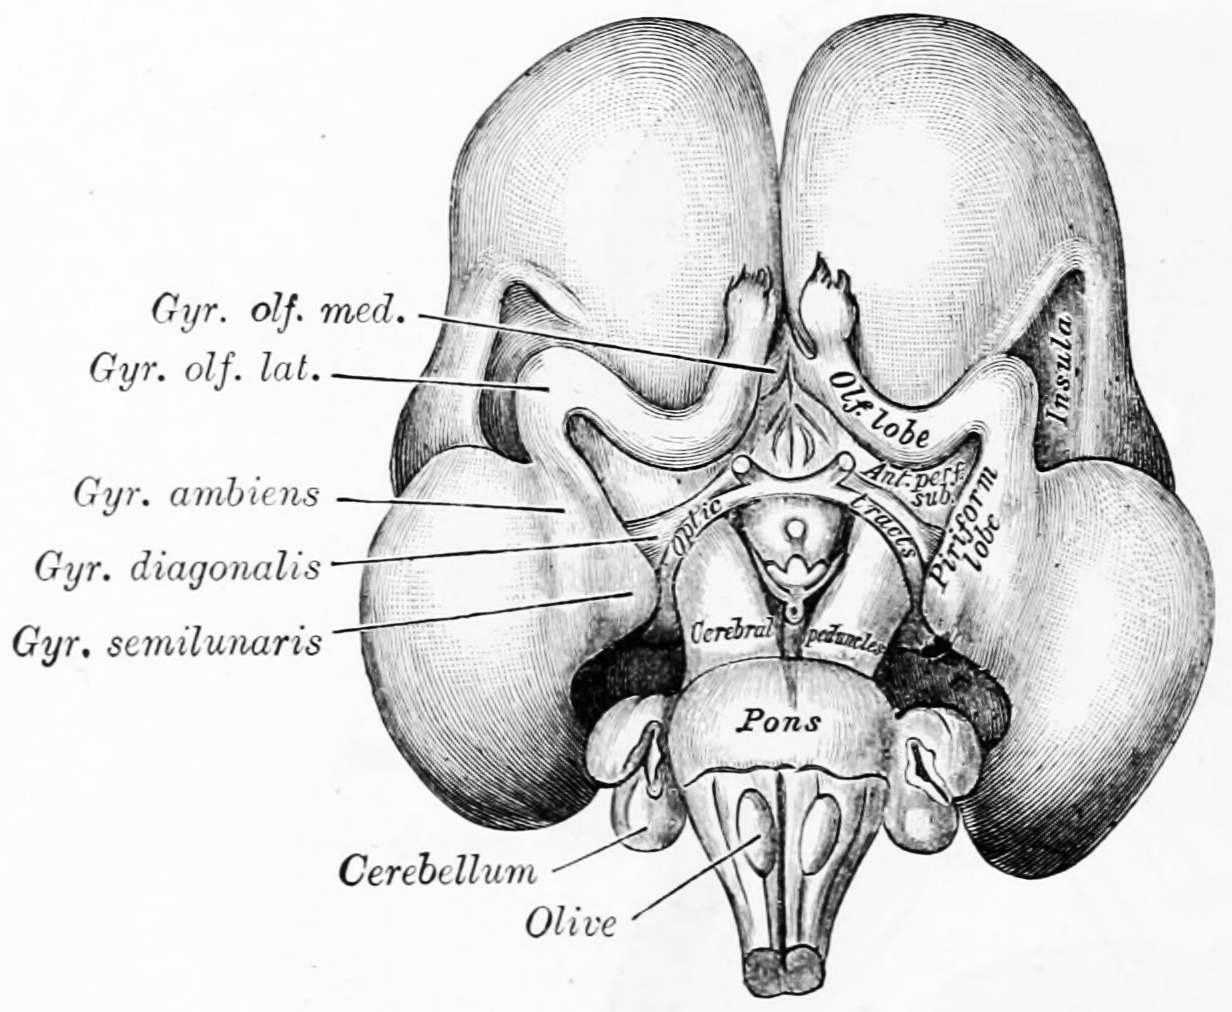 Gyr. olf. med.
Gyr. olf. lat.
Gyr. ambiens
Gyr. diagonalis
Gyr. semilunaris
Cerebellum
Olive
Olf. lobe
Insula
Ant. perf.
sub.
Piriform
lobe
Optic
tracts
Cerebral
peduncles
Pons